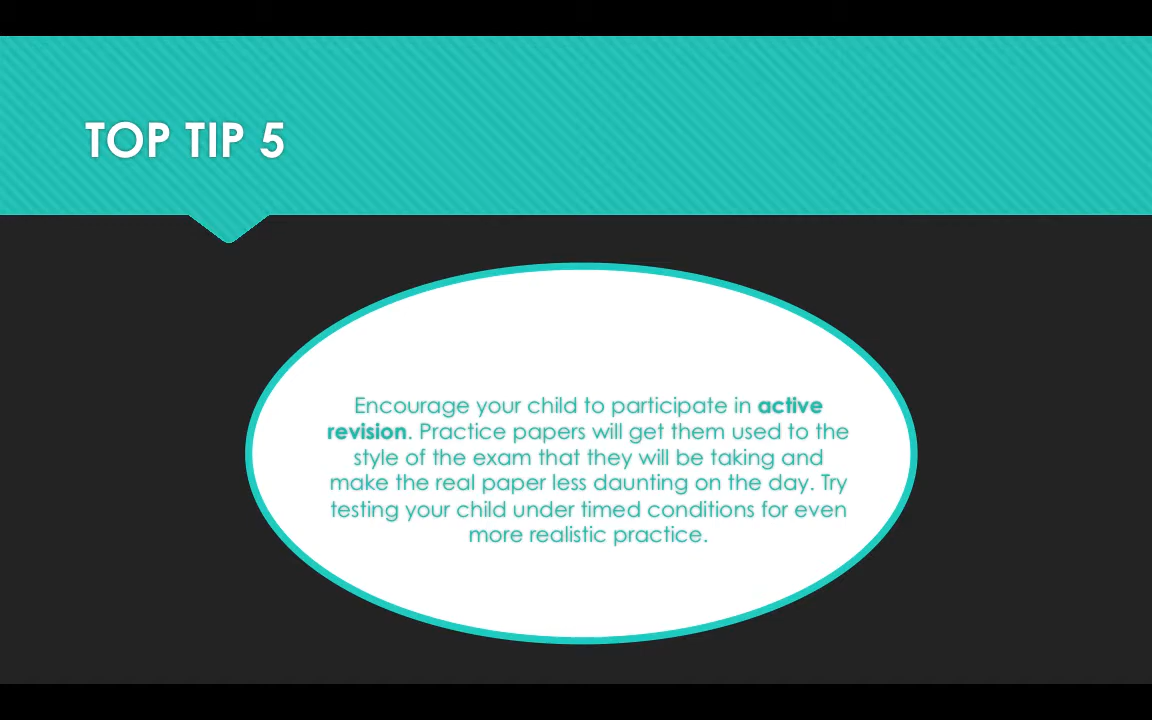 TOP TIP 5
Encourage your child to participate in active
revision. Practice papers will get them used to the
style of the exam that they will be taking and
make the real paper less daunting on the day. Try
testing your child under timed conditions for even
more realistic practice.